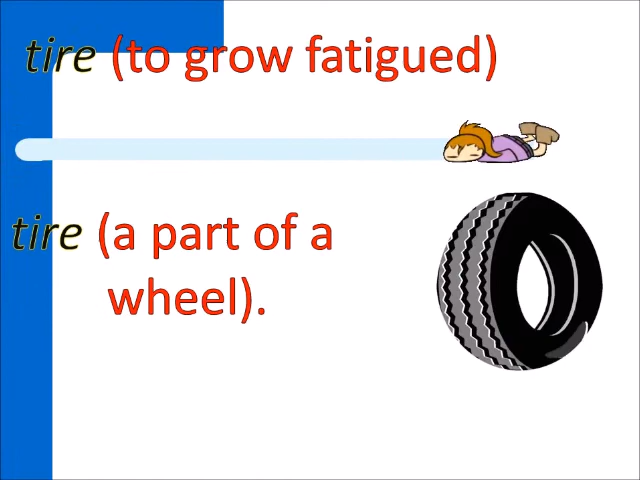 tire (to grow fatigued)
tire (a part of a
wheel).